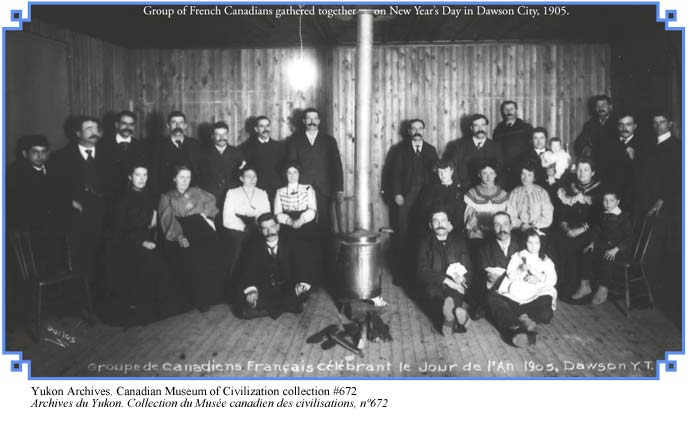 Group of French Canadians gathered together on New Year's Day in Dawson City, 1905.
Groupe de Canadiens Français célébrant le Jour de l'An 1905, Dawson Y.T.
Yukon Archives. Canadian Museum of Civilization collection #672
Archives du Yukon. Collection du Musée canadien des civilisations, nº672